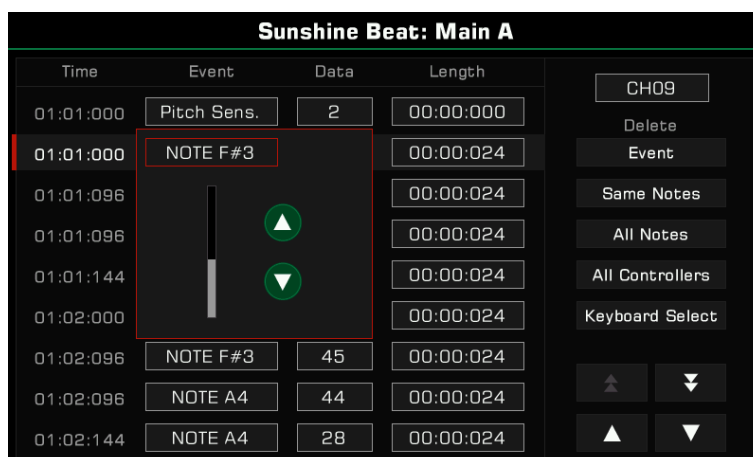 Sunshine Beat: Main A
Time Event Data Length
CH09
01:01:000 Pitch Sens. 2 00:00:000
Delete
01:01:000 NOTE F#3 00:00:024 Event
01:01:096 00:00:024 Same Notes
01:01:096 00:00:024 All Notes
01:01:144 00:00:024 All Controllers
01:02:000 00:00:024 Keyboard Select
01:02:096 NOTE F#3 45 00:00:024
01:02:096 NOTE A4 44 00:00:024
01:02:144 NOTE A4 28 00:00:024